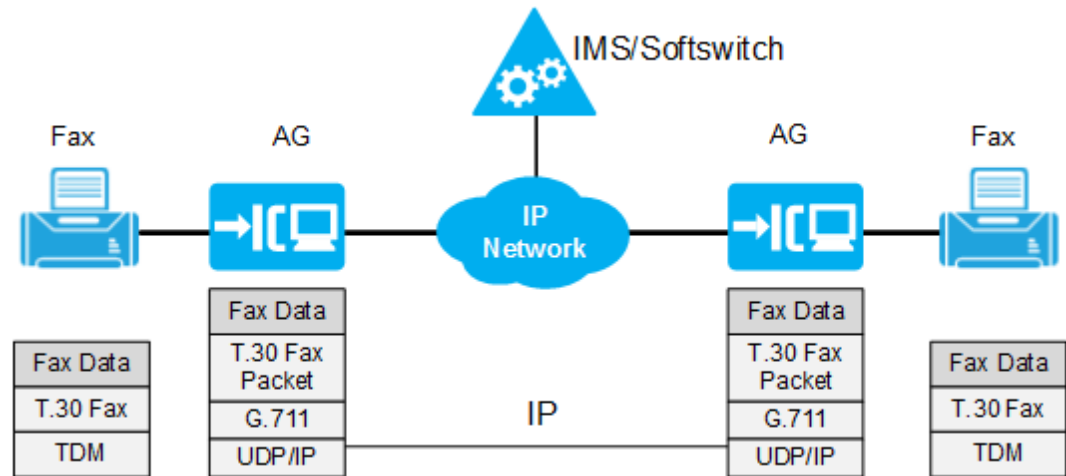 IMS/Softswitch
Fax
AG
AG
Fax
IP
Network
Fax Data
T.30 Fax
TDM
Fax Data
T.30 Fax
Packet
G.711
UDP/IP
IP
Fax Data
T.30 Fax
Packet
G.711
UDP/IP
Fax Data
T.30 Fax
TDM